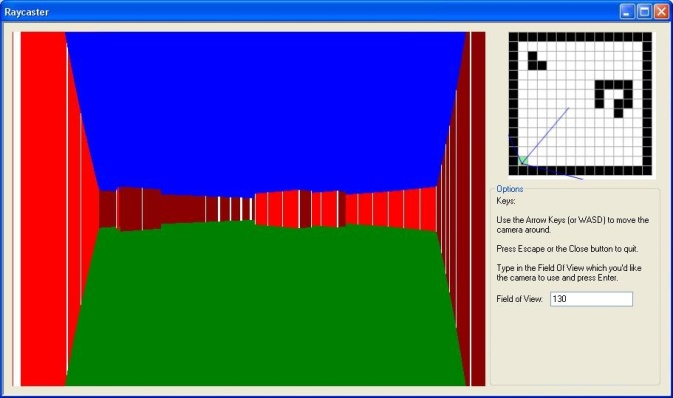 Raycaster
Options
Keys:
Use the Arrow Keys (or WASD) to move the
camera around.
Press Escape or the Close button to quit.
Type in the Field Of View which you'd like
the camera to use and press Enter.
Field of View: 130